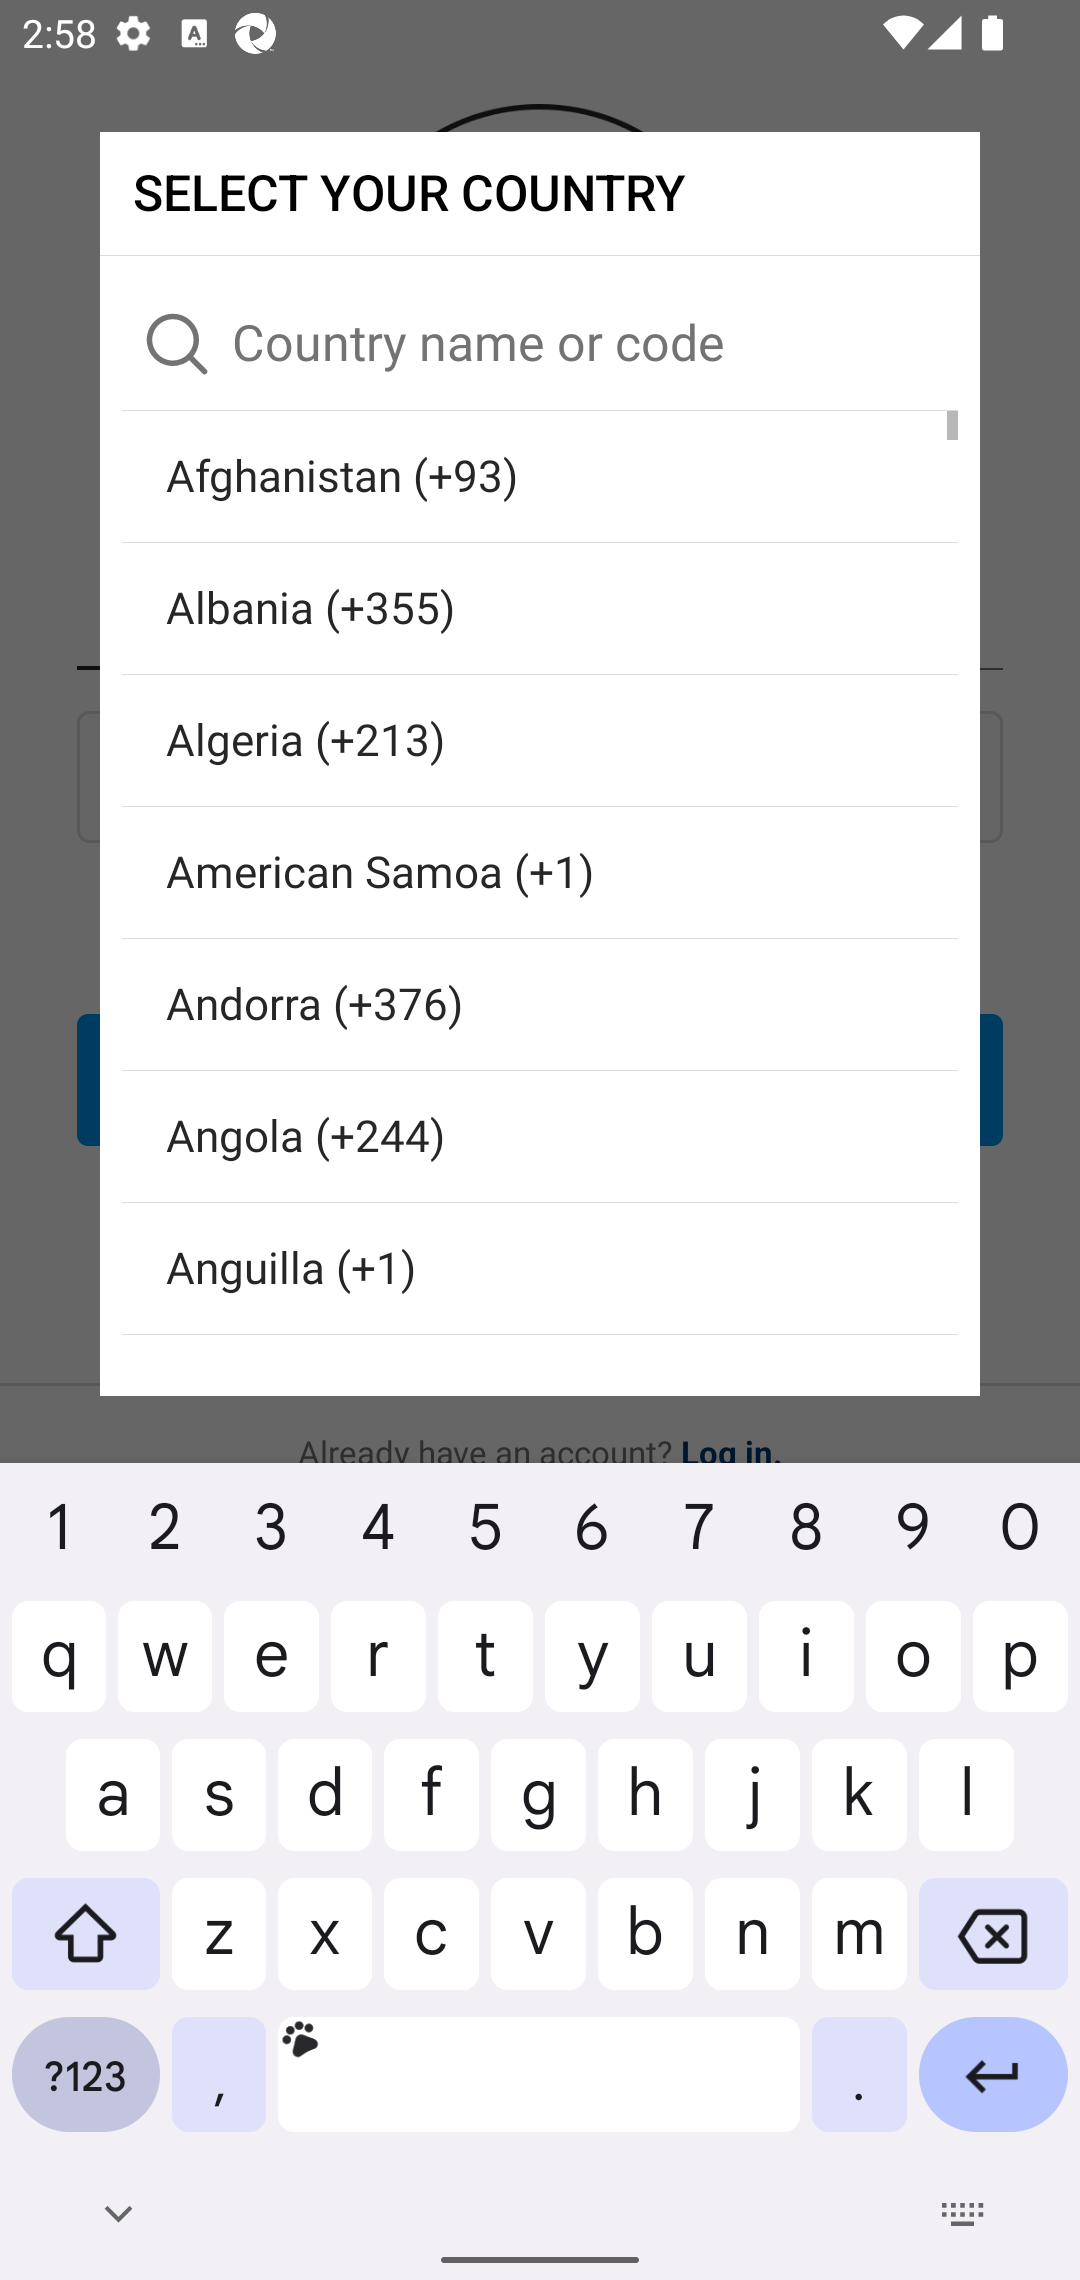 2:58
SELECT YOUR COUNTRY
Country name or code
Afghanistan (+93)
Albania (+355)
Algeria (+213)
American Samoa (+1)
Andorra (+376)
Angola (+244)
Anguilla (+1)
Already have an account? Log in.
1 2 3 4 5 6 7 8 9 0
q w e r t y u i o p
a s d f g h j k l
z x c v b n m
?123 , .